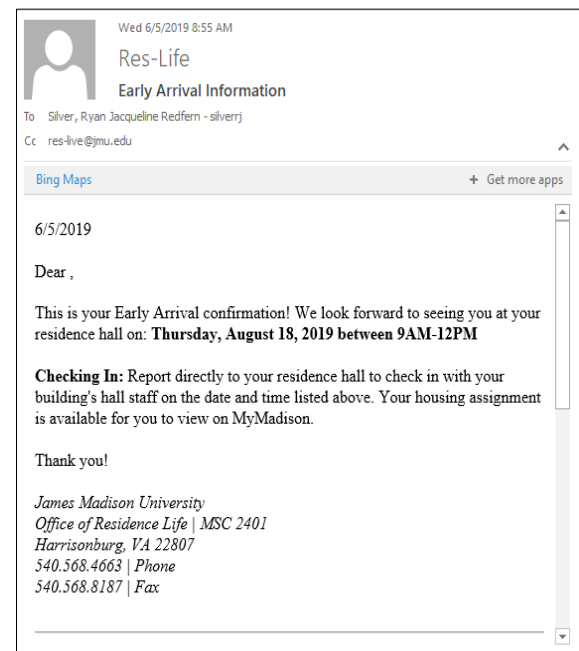 Wed 6/5/2019 8:55 AM
Res-Life
Early Arrival Information
To Silver, Ryan Jacqueline Redfern - silverrj
Cc res-live@jmu.edu
Bing Maps + Get more apps
6/5/2019
Dear ,
This is your Early Arrival confirmation! We look forward to seeing you at your
residence hall on: Thursday, August 18, 2019 between 9AM-12PM
Checking In: Report directly to your residence hall to check in with your
building's hall staff on the date and time listed above. Your housing assignment
is available for you to view on MyMadison.
Thank you!
James Madison University
Office of Residence Life | MSC 2401
Harrisonburg, VA 22807
540.568.4663 | Phone
540.568.8187 | Fax